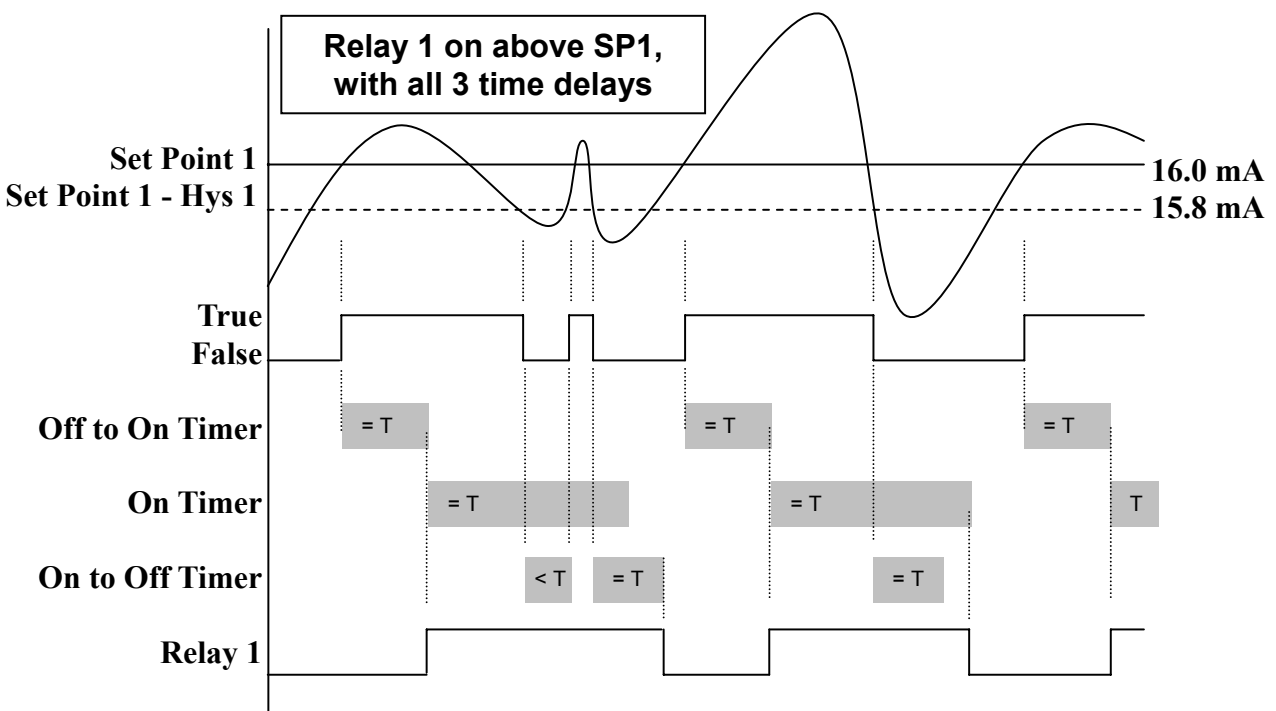 Relay 1 on above SP1,
with all 3 time delays
Set Point 1
16.0 mA
Set Point 1 - Hys 1
15.8 mA
True
False
Off to On Timer
= T
= T
= T
On Timer
= T
= T
T
On to Off Timer
< T
= T
= T
Relay 1